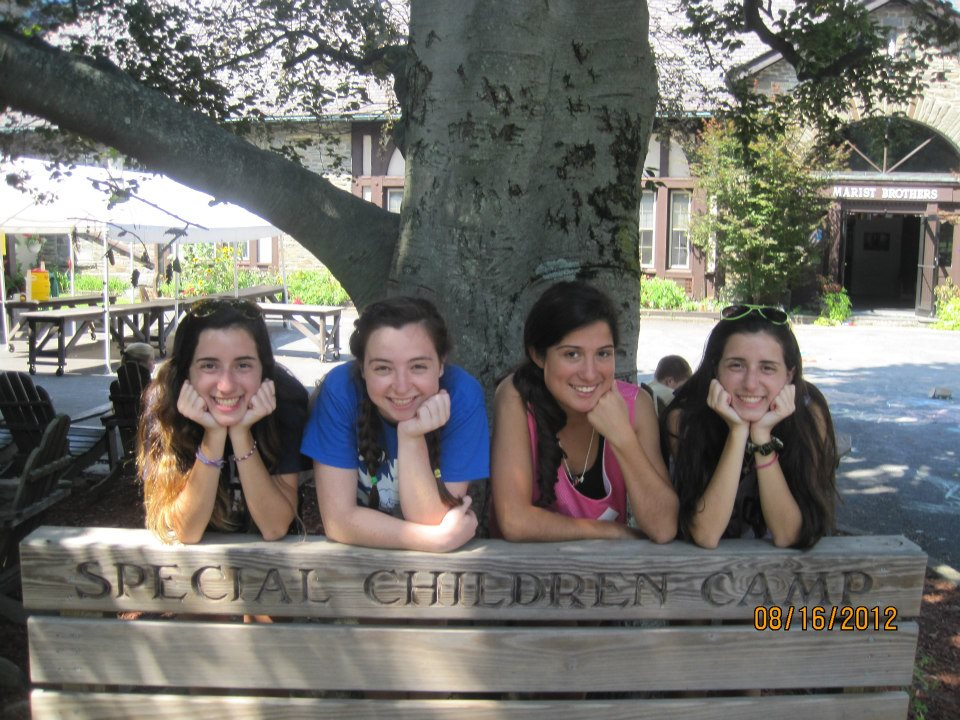 MARIST BROTHERS
SPECIAL CHILDREN CAMP
08/16/2012